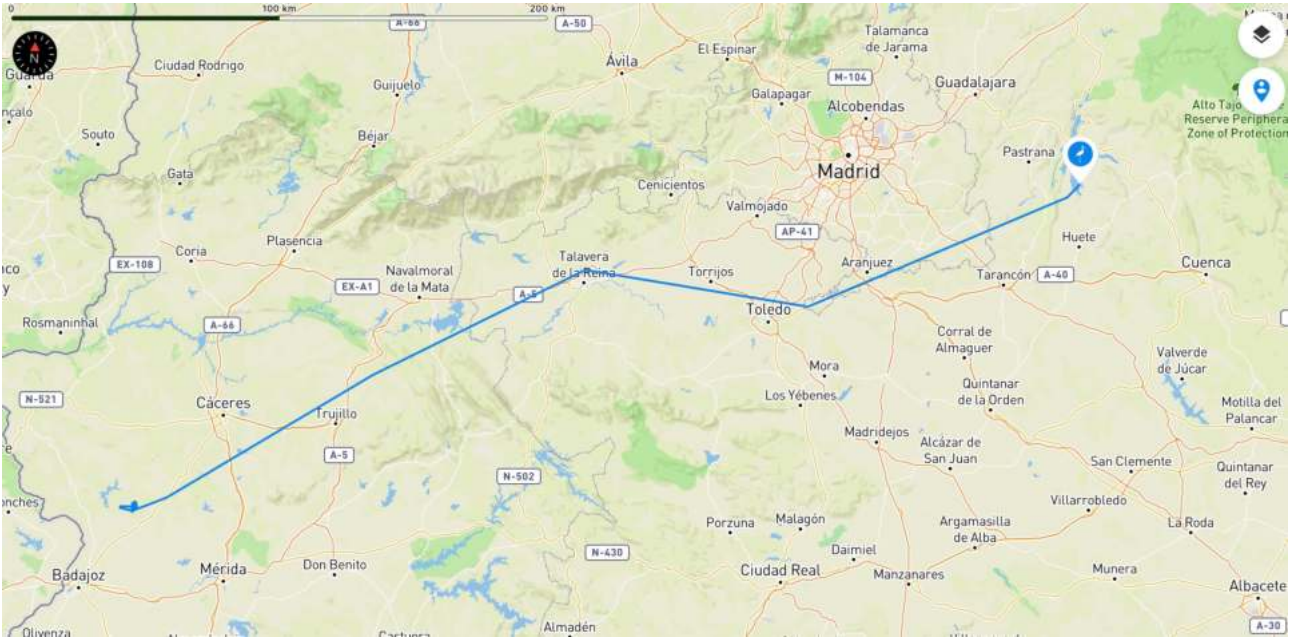 0
100 km
200 km
A-66
A-50
Talamanca
de Jarama
El Espinar
Ávila
Ciudad Rodrigo
N
Guarda
M-104
Guadalajara
Guijuelo
Galapagar
Alcobendas
Alto Tajo
Reserve Periphera
Zone of Protection
Souto
Béjar
Pastrana
Madrid
Gata
Cenicientos
Valmojado
AP-41
Huete
Plasencia
Coria
EX-108
Talavera
de la Reina
Navalmoral
de la Mata
EX-A1
A-5
Torrijos
Aranjuez
Tarancón
A-40
Cuenca
Rosmaninhal
A-66
Toledo
Corral de
Almaguer
Valverde
de Júcar
Mora
N-521
Cáceres
Trujillo
Los Yébenes
Quintanar
de la Orden
Motilla del
Palancar
Madridejos
Alcázar de
San Juan
A-5
San Clemente
Quintanar
del Rey
N-502
Villarrobledo
Porzuna
Malagón
Argamasilla
de Alba
La Roda
N-430
Daimiel
Badajoz
Mérida
Don Benito
Ciudad Real
Manzanares
Munera
Albacete
Olivenza
Castuera
Almadén
A-30